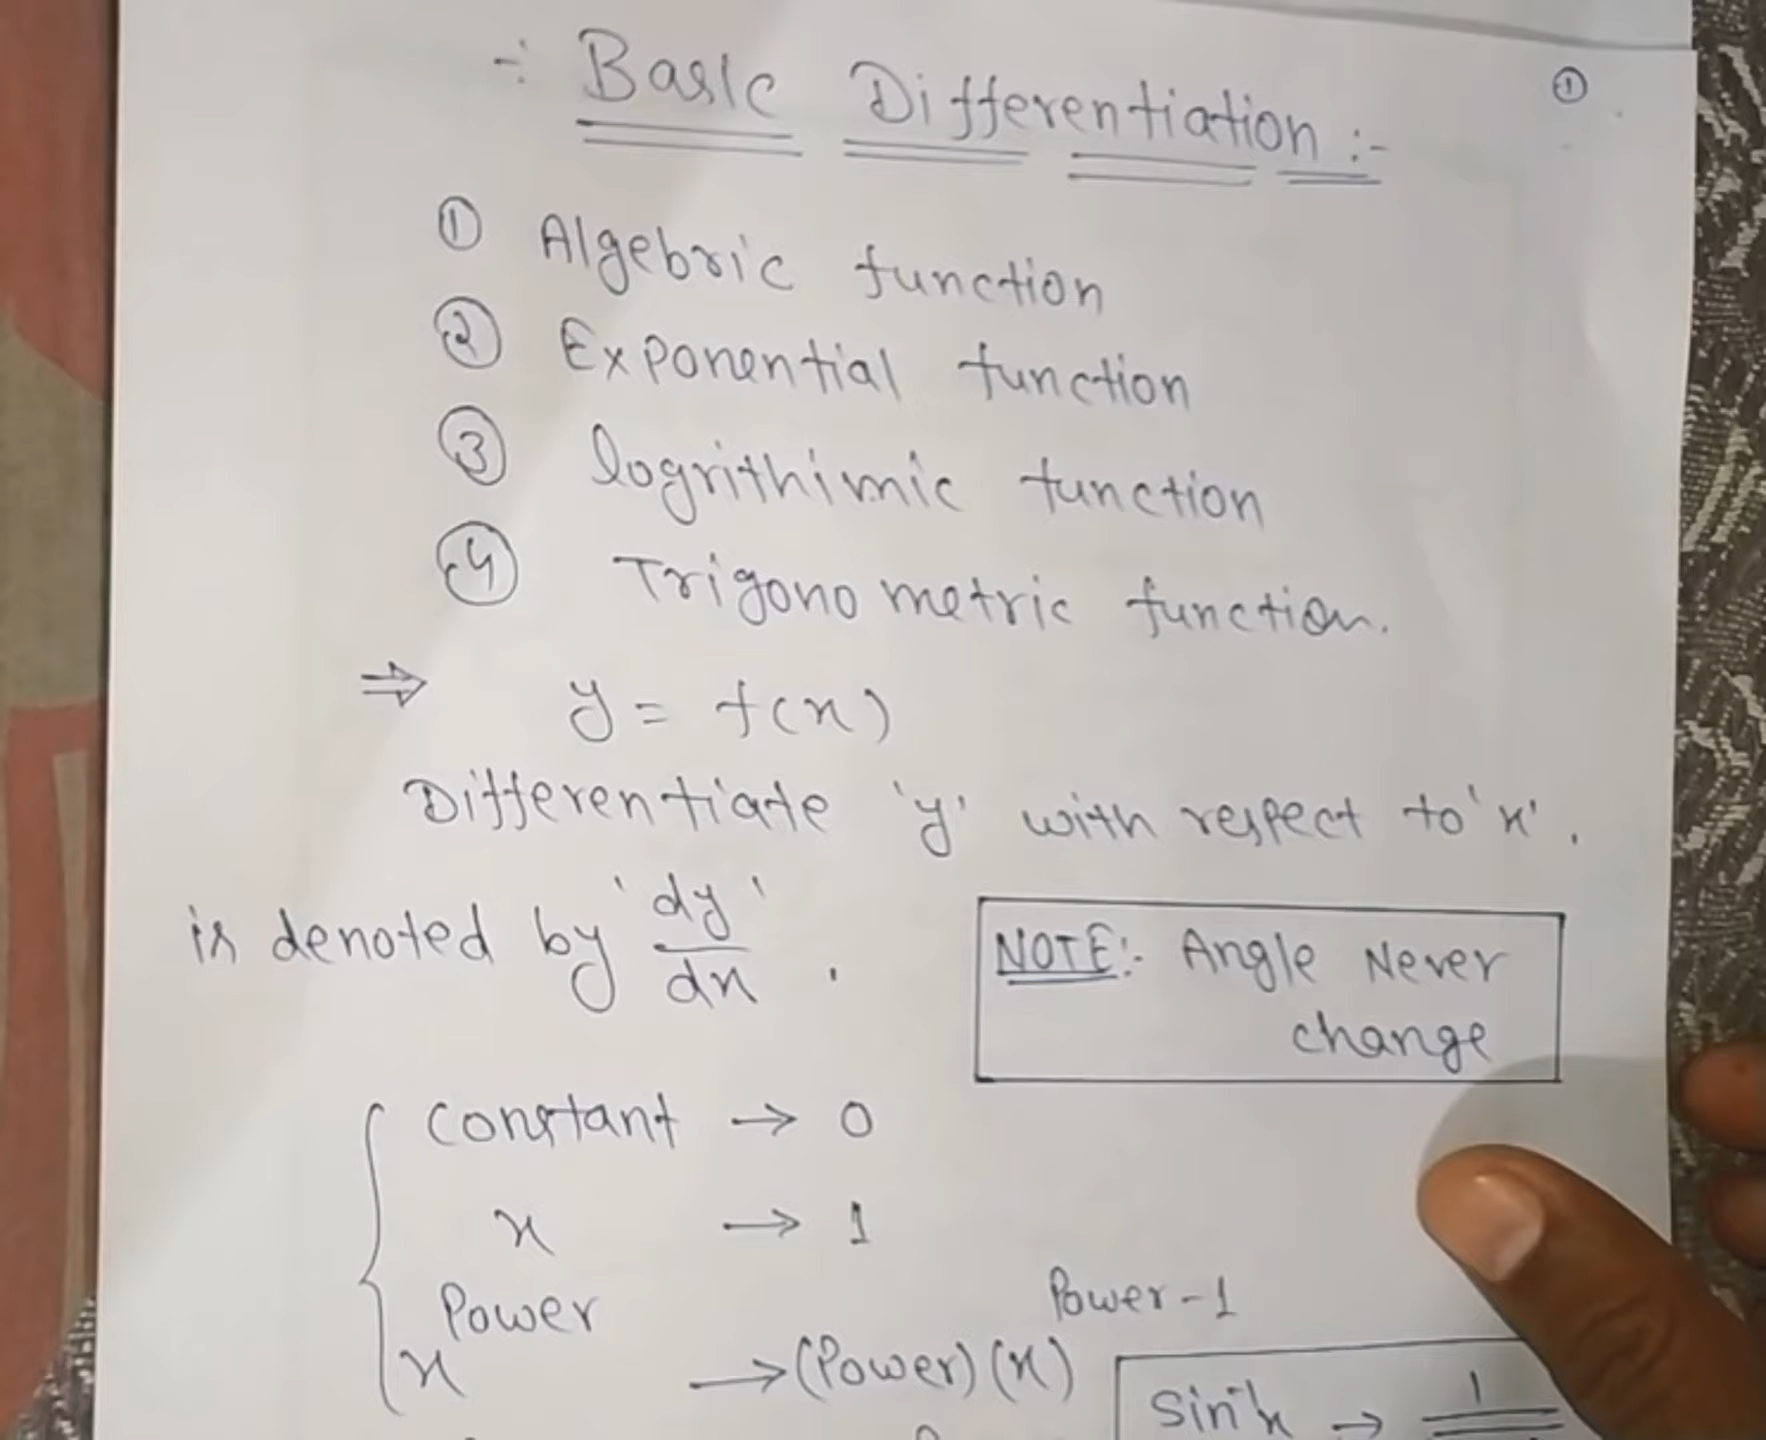 -: Basic Differentiation :-
①
① Algebric function
② Exponential function
③ logrithimic function
④ Trigonometric function.
⇒ y = f(x)
Differentiate 'y' with respect to 'x'.
is denoted by 'dy/dx'.
NOTE:- Angle Never
change
Constant → 0
x → 1
x^Power → (Power)(x)^Power-1
sin⁻¹x → 1